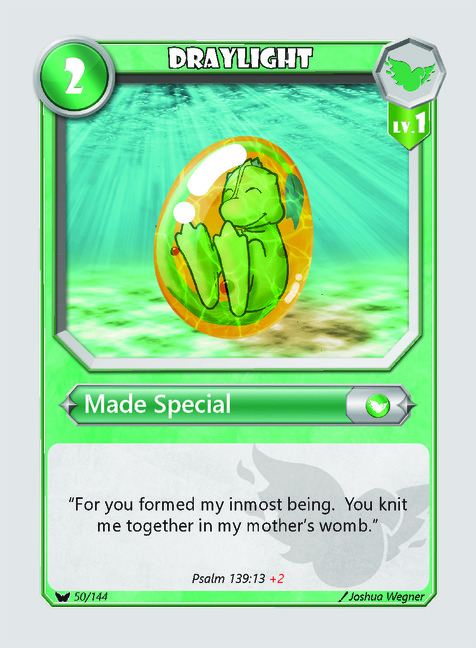 2
DRAYLIGHT
LV.1
Made Special
“For you formed my inmost being.  You knit
me together in my mother’s womb.”
Psalm 139:13 +2
50/144
Joshua Wegner